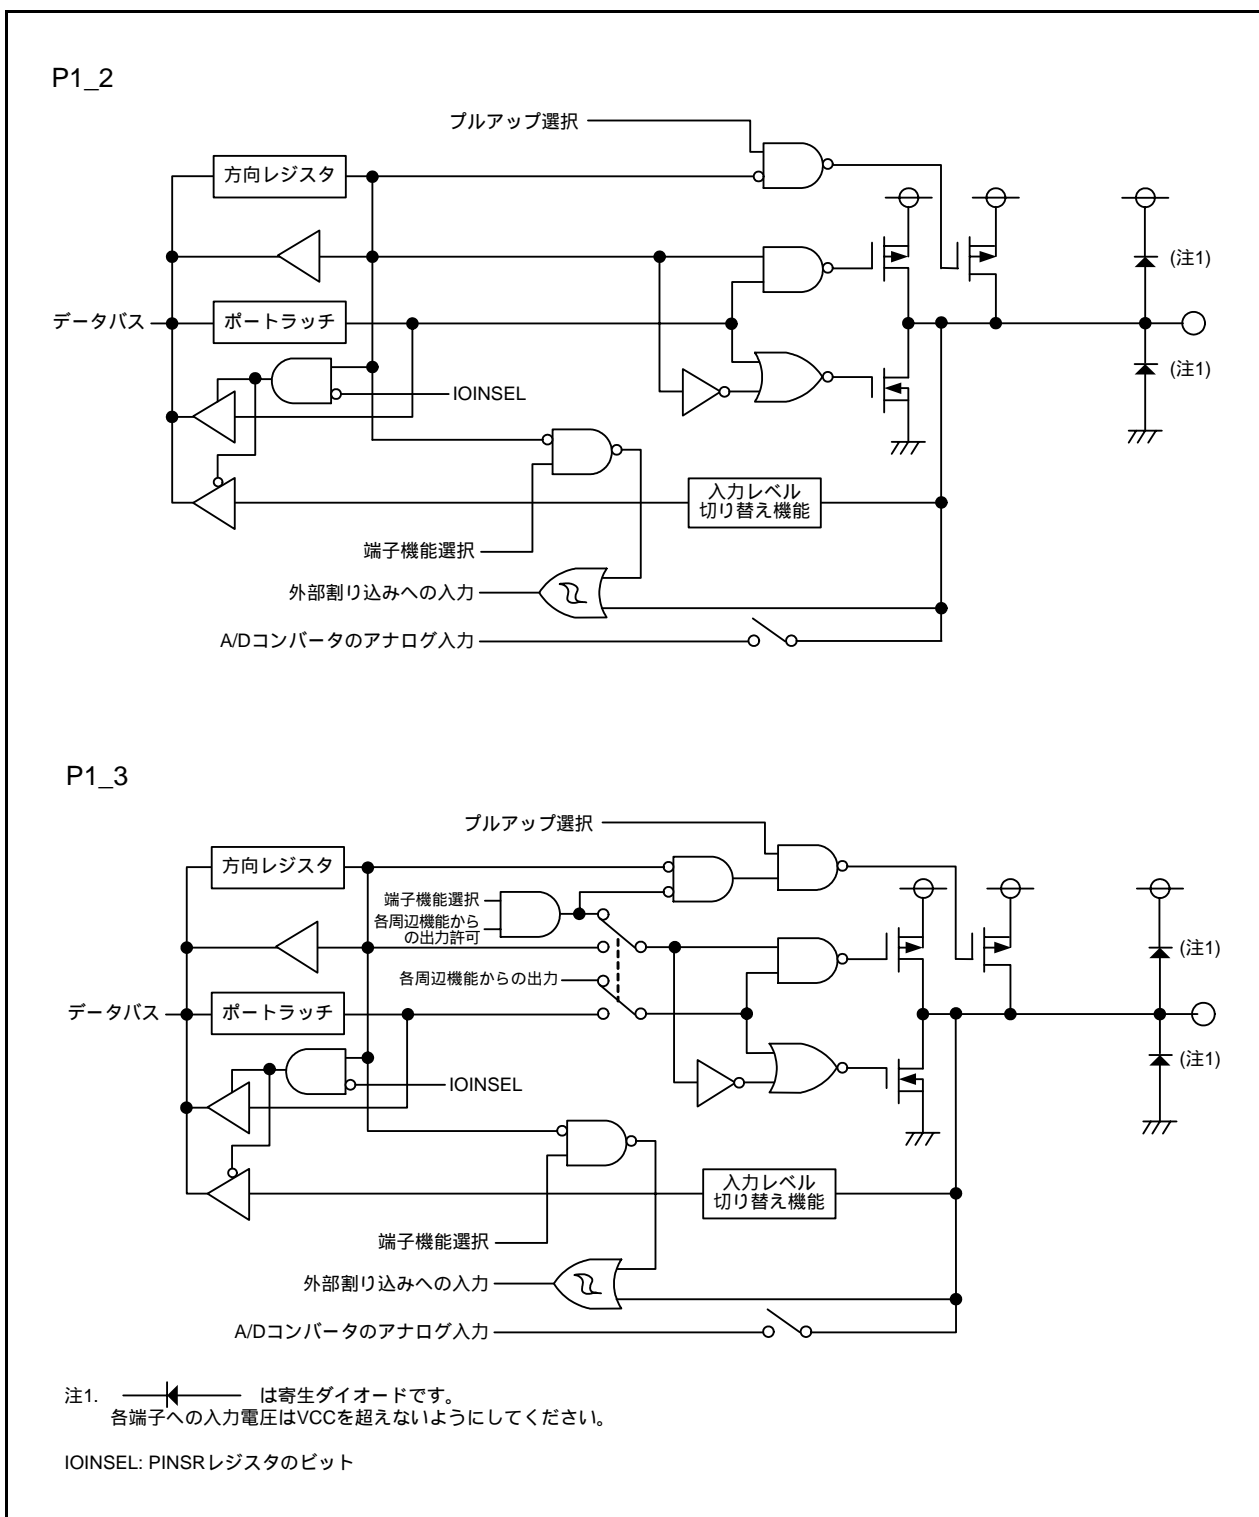 P1_2
プルアップ選択
方向レジスタ
(注1)
データバス
ポートラッチ
(注1)
IOINSEL
入力レベル
切り替え機能
端子機能選択
外部割り込みへの入力
A/Dコンバータのアナログ入力
P1_3
プルアップ選択
方向レジスタ
端子機能選択
各周辺機能から
の出力許可
(注1)
各周辺機能からの出力
データバス
ポートラッチ
(注1)
IOINSEL
入力レベル
切り替え機能
端子機能選択
外部割り込みへの入力
A/Dコンバータのアナログ入力
注1. は寄生ダイオードです。
各端子への入力電圧はVCCを超えないようにしてください。
IOINSEL: PINSRレジスタのビット